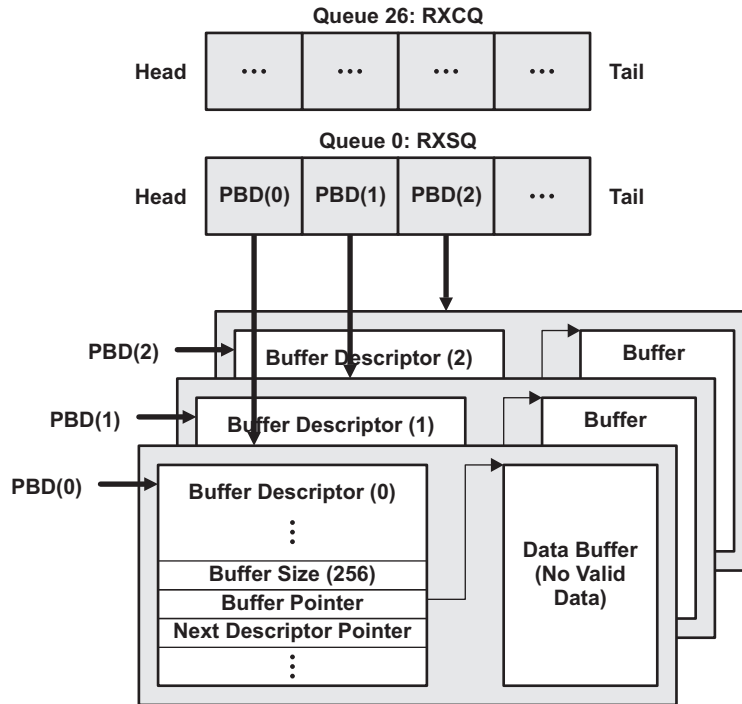 Queue 26: RXCQ
Head ... ... ... ... Tail
Queue 0: RXSQ
Head PBD(0) PBD(1) PBD(2) ... Tail
PBD(2)
Buffer Descriptor (2)
Buffer
PBD(1)
Buffer Descriptor (1)
Buffer
PBD(0)
Buffer Descriptor (0)
Buffer Size (256)
Buffer Pointer
Next Descriptor Pointer
Data Buffer
(No Valid
Data)